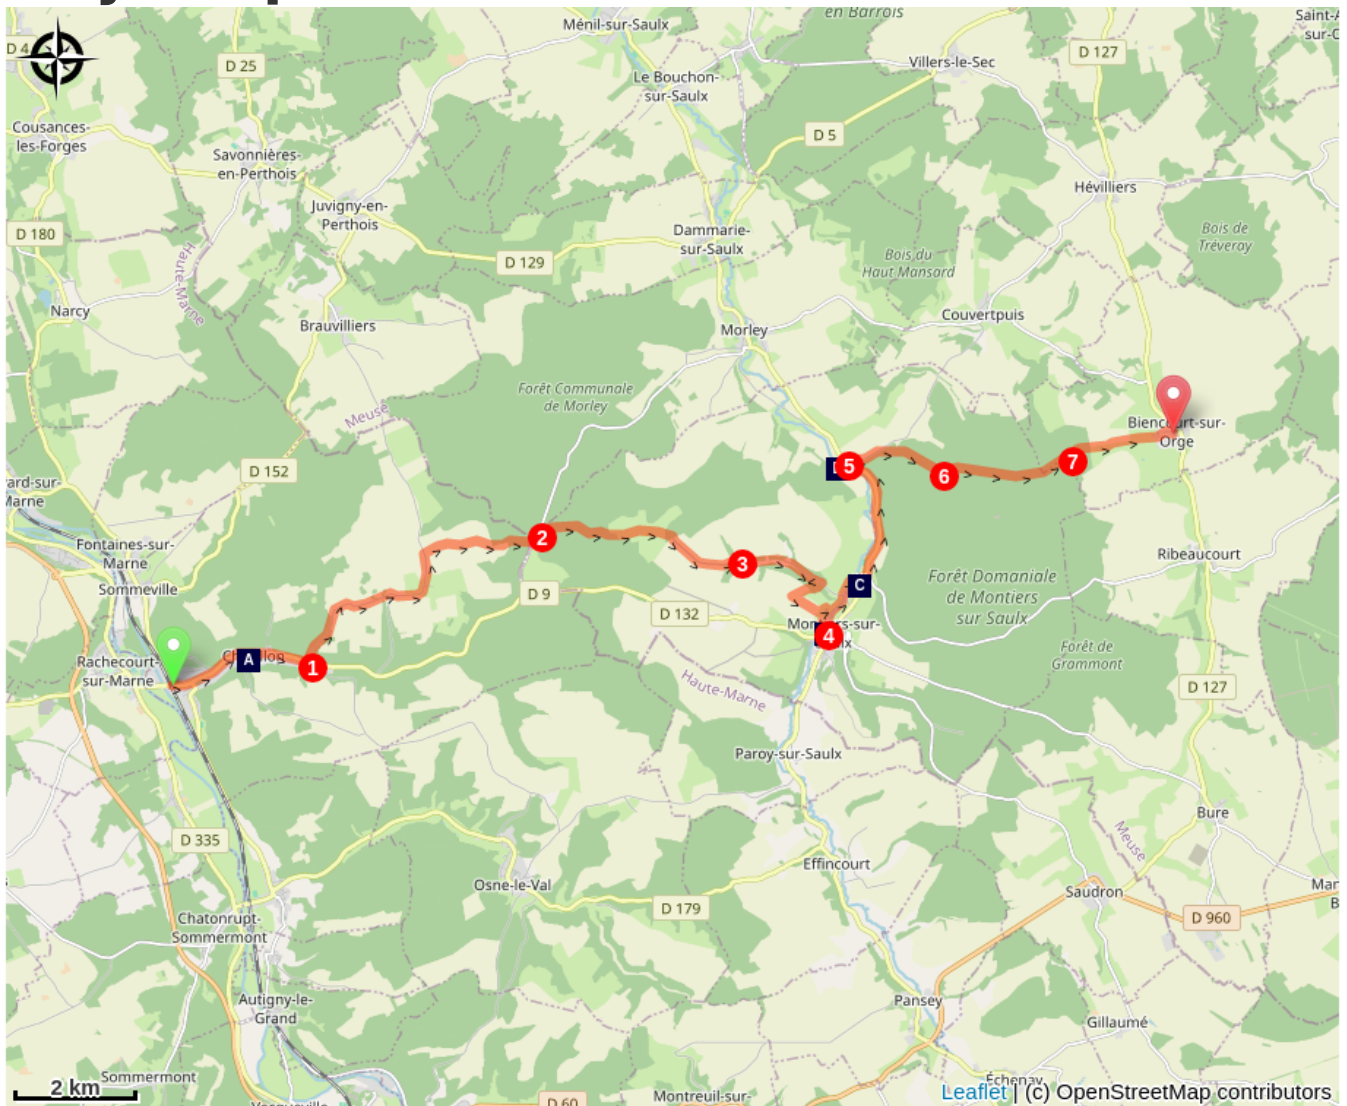 Ménil-sur-Saulx
en Barrois
D 4
D 25
D 127
Villers-le-Sec
Le Bouchon-
sur-Saulx
Cousances-
les-Forges
D 5
Savonnières-
en-Perthois
Hévilliers
Juvigny-en-
Perthois
D 180
Dammarie-
sur-Saulx
Bois de
Tréveray
D 129
Bois du
Haut Mansard
Haute-Marne
Narcy
Brauvilliers
Morley
Couvertpuis
Forêt Communale
de Morley
Meuse
Biencourt-sur-
Orge
D 152
5
6
7
Marne
Fontaines-sur-
Marne
2
3
Ribeaucourt
Sommeville
D 9
C
Forêt Domaniale
de Montiers
sur Saulx
D 132
4
Rachecourt-
sur-Marne
A
1
Forêt de
Grammont
Haute-Marne
D 127
Paroy-sur-Saulx
D 335
Bure
Meuse
Effincourt
Osne-le-Val
Saudron
D 179
D 960
Chatonrupt-
Sommermont
Autigny-le-
Grand
Pansey
Gillaumé
Sommermont
Échenay
2 km
D 60
Montreuil-sur-
Leaflet | (c) OpenStreetMap contributors